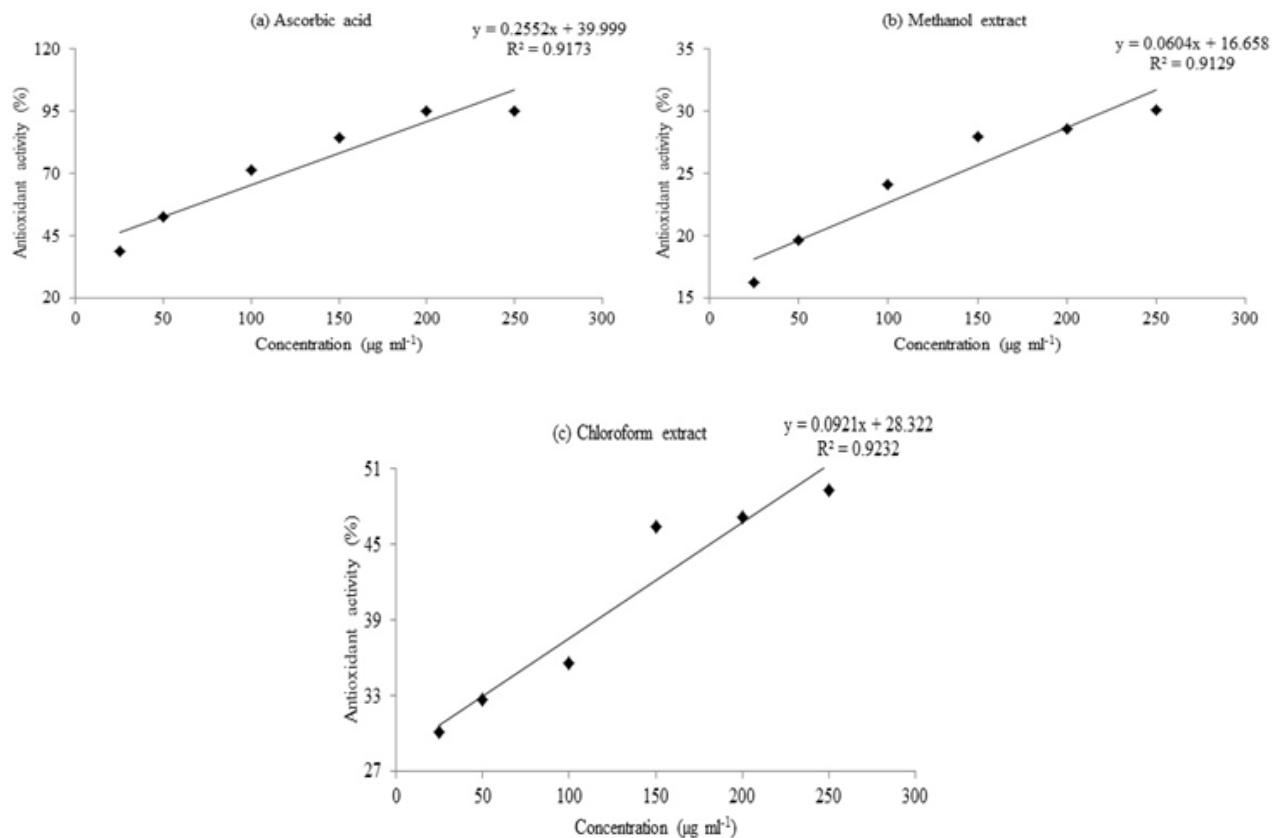 (a) Ascorbic acid
y = 0.2552x + 39.999
R² = 0.9173
120
95
70
45
20
Antioxidant activity (%)
0 50 100 150 200 250 300
Concentration (µg ml⁻¹)
(b) Methanol extract
y = 0.0604x + 16.658
R² = 0.9129
35
30
25
20
15
Antioxidant activity (%)
0 50 100 150 200 250 300
Concentration (µg ml⁻¹)
(c) Chloroform extract
y = 0.0921x + 28.322
R² = 0.9232
51
45
39
33
27
Antioxidant activity (%)
0 50 100 150 200 250 300
Concentration (µg ml⁻¹)